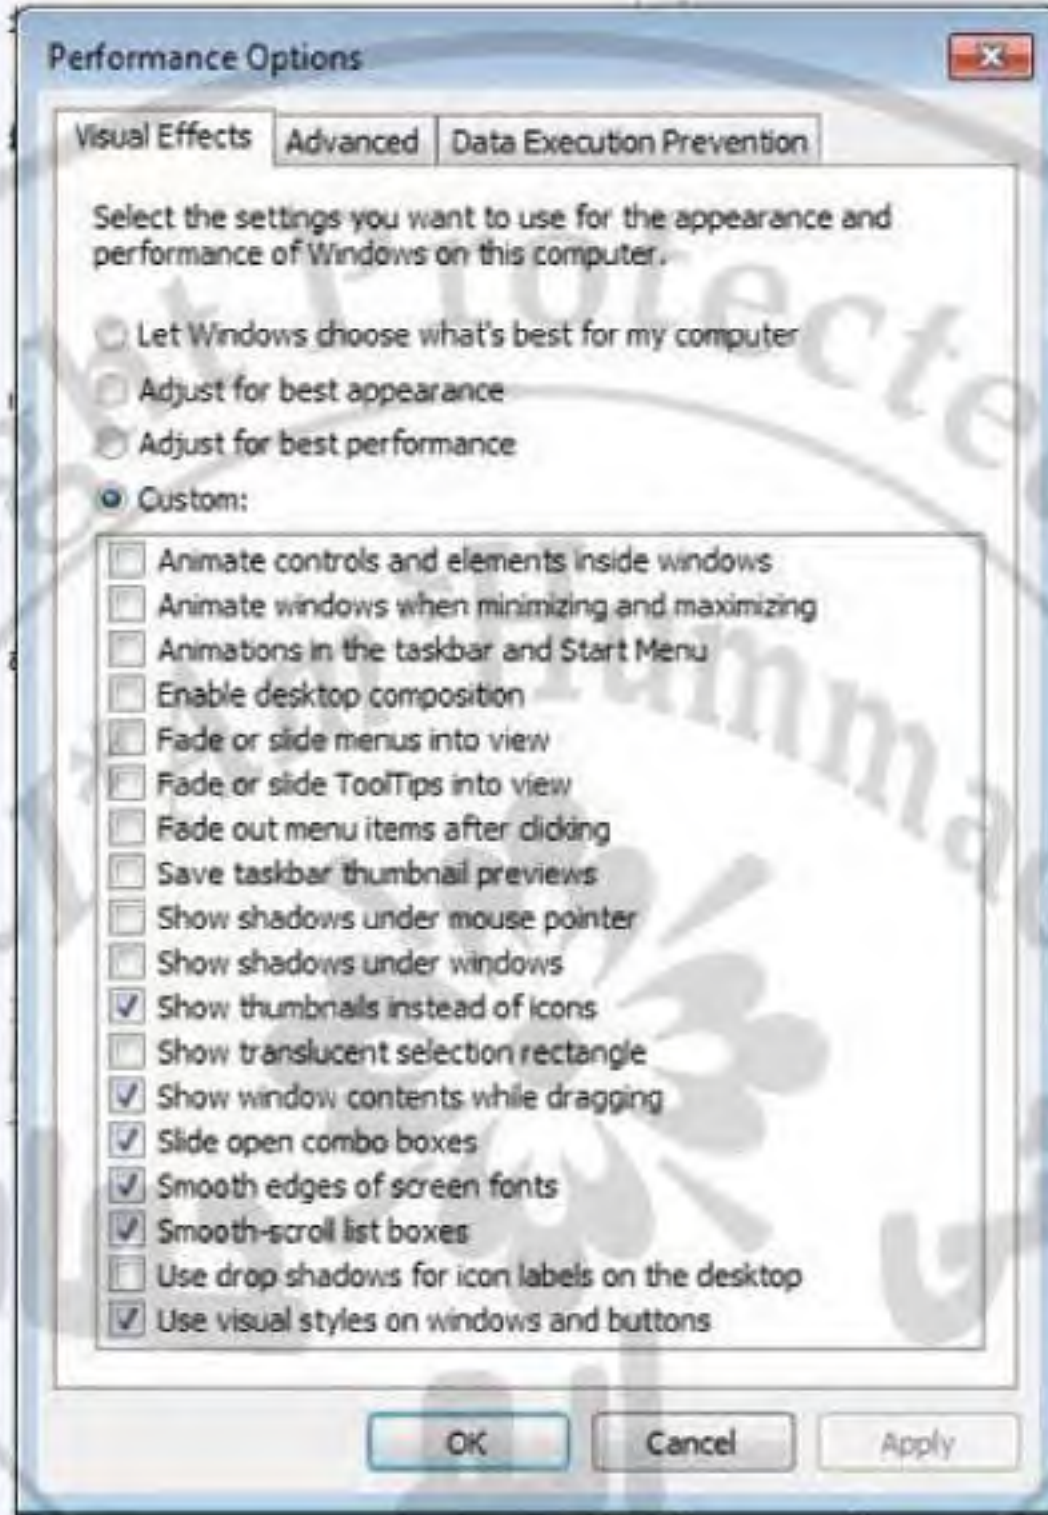 Performance Options
Visual Effects
Advanced
Data Execution Prevention
Select the settings you want to use for the appearance and
performance of Windows on this computer.
Let Windows choose what's best for my computer
Adjust for best appearance
Adjust for best performance
Custom:
Animate controls and elements inside windows
Animate windows when minimizing and maximizing
Animations in the taskbar and Start Menu
Enable desktop composition
Fade or slide menus into view
Fade or slide ToolTips into view
Fade out menu items after clicking
Save taskbar thumbnail previews
Show shadows under mouse pointer
Show shadows under windows
Show thumbnails instead of icons
Show translucent selection rectangle
Show window contents while dragging
Slide open combo boxes
Smooth edges of screen fonts
Smooth-scroll list boxes
Use drop shadows for icon labels on the desktop
Use visual styles on windows and buttons
OK
Cancel
Apply